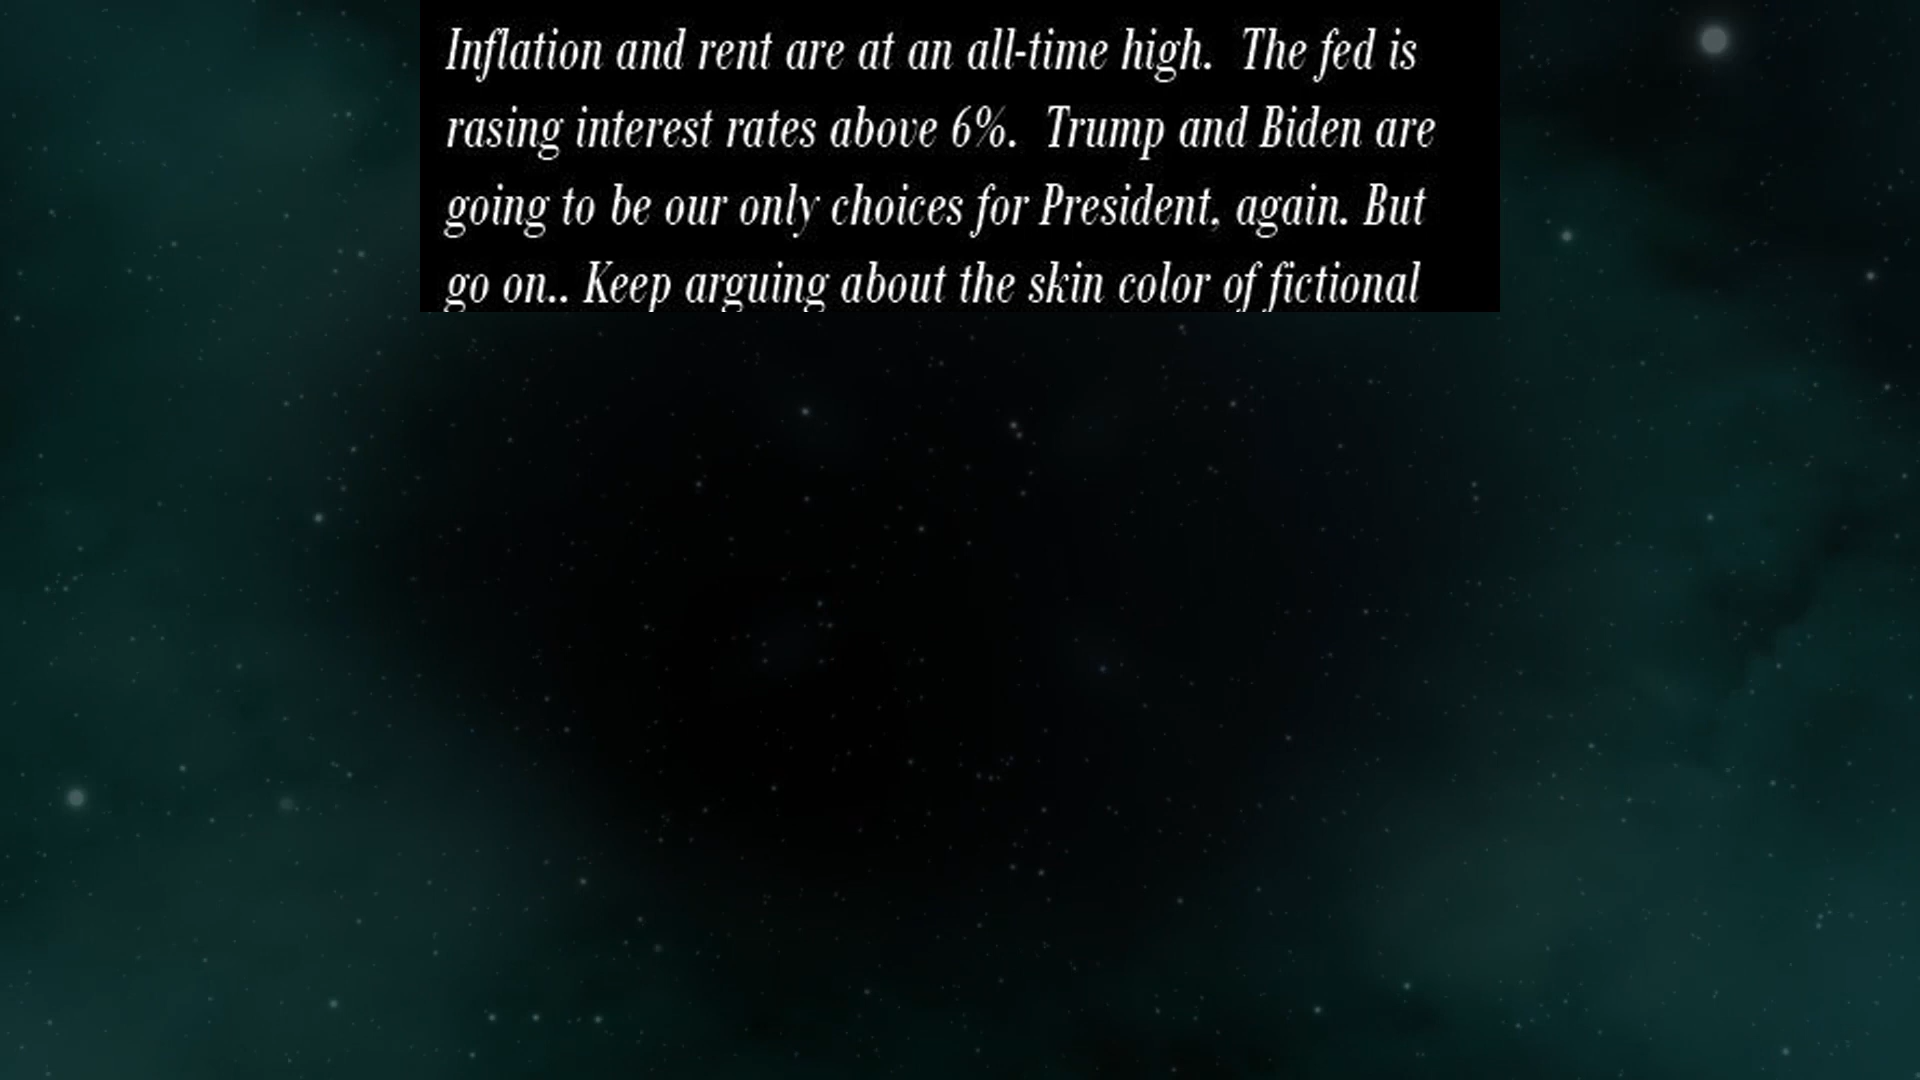 Inflation and rent are at an all-time high.  The fed is
rasing interest rates above 6%.  Trump and Biden are
going to be our only choices for President, again. But
go on.. Keep arguing about the skin color of fictional